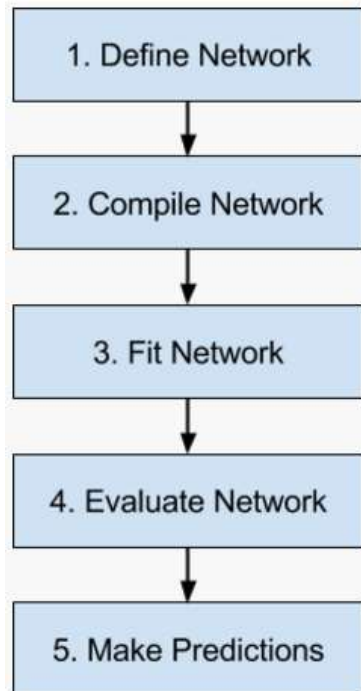 1. Define Network
2. Compile Network
3. Fit Network
4. Evaluate Network
5. Make Predictions